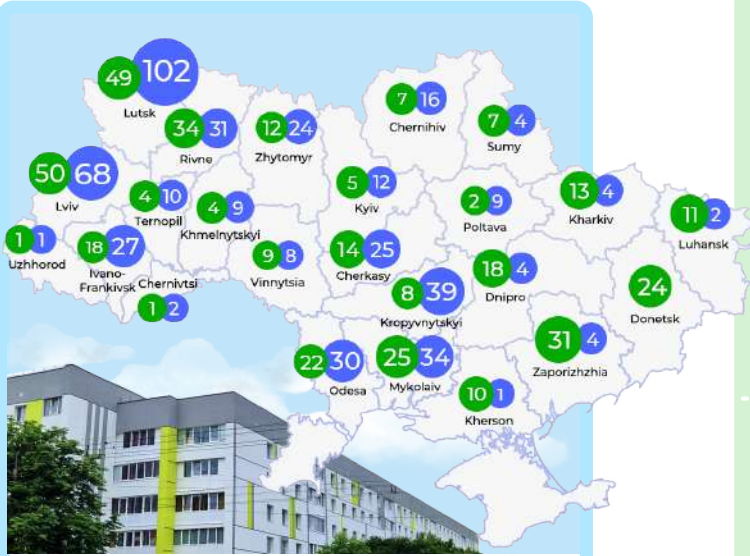 49 102
Lutsk
34 31
Rivne
12 24
Zhytomyr
7 16
Chernihiv
7 4
Sumy
50 68
Lviv
4 10
Ternopil
4 9
Khmelnytskyi
5 12
Kyiv
2 9
Poltava
13 4
Kharkiv
11 2
Luhansk
1 1
Uzhhorod
18 27
Ivano-
Frankivsk
Chernivtsi
1 2
9 8
Vinnytsia
14 25
Cherkasy
8 39
Kropyvnytskyi
18 4
Dnipro
24
Donetsk
22 30
Odesa
25 34
Mykolaiv
31 4
Zaporizhzhia
10 1
Kherson